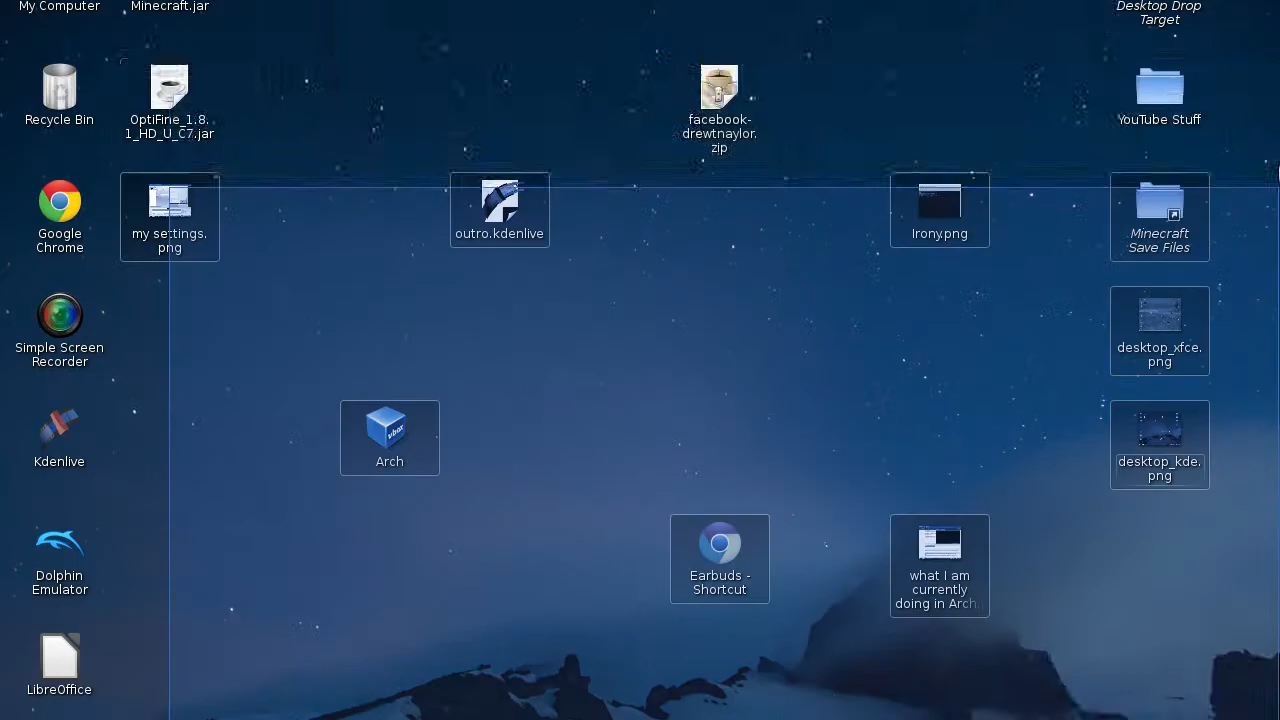 My Computer
Minecraft.jar
Desktop Drop
Target
Recycle Bin
OptiFine_1.8.
1_HD_U_C7.jar
facebook-
drewtnaylor.
zip
YouTube Stuff
Google
Chrome
my settings.
png
outro.kdenlive
Irony.png
Minecraft
Save Files
Simple Screen
Recorder
desktop_xfce.
png
Kdenlive
Arch
vbox
desktop_kde.
png
Dolphin
Emulator
Earbuds -
Shortcut
what I am
currently
doing in Arch.
LibreOffice